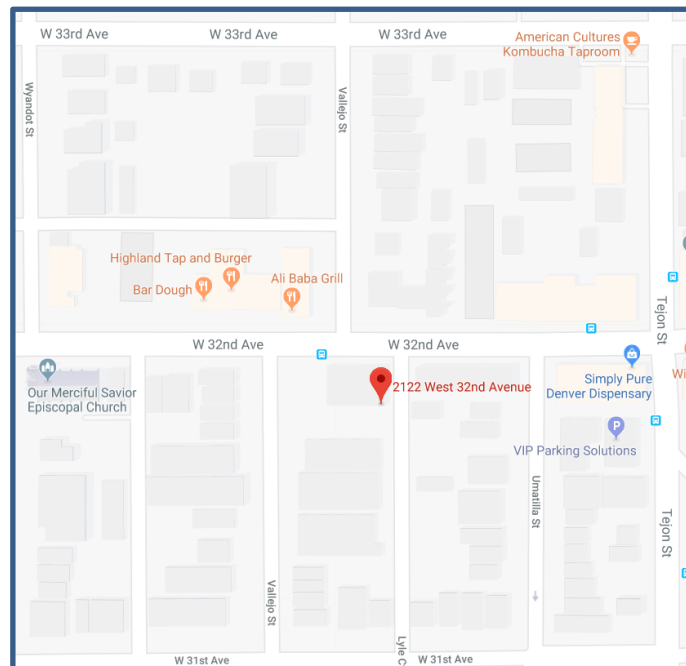 W 33rd Ave
W 33rd Ave
W 33rd Ave
American Cultures
Kombucha Taproom
Wyandot St
Vallejo St
Highland Tap and Burger
Bar Dough
Ali Baba Grill
Tejon St
W 32nd Ave
W 32nd Ave
Our Merciful Savior
Episcopal Church
2122 West 32nd Avenue
Simply Pure
Denver Dispensary
Wi
P
VIP Parking Solutions
Umatilla St
Tejon St
Vallejo St
Lyle C
W 31st Ave
W 31st Ave